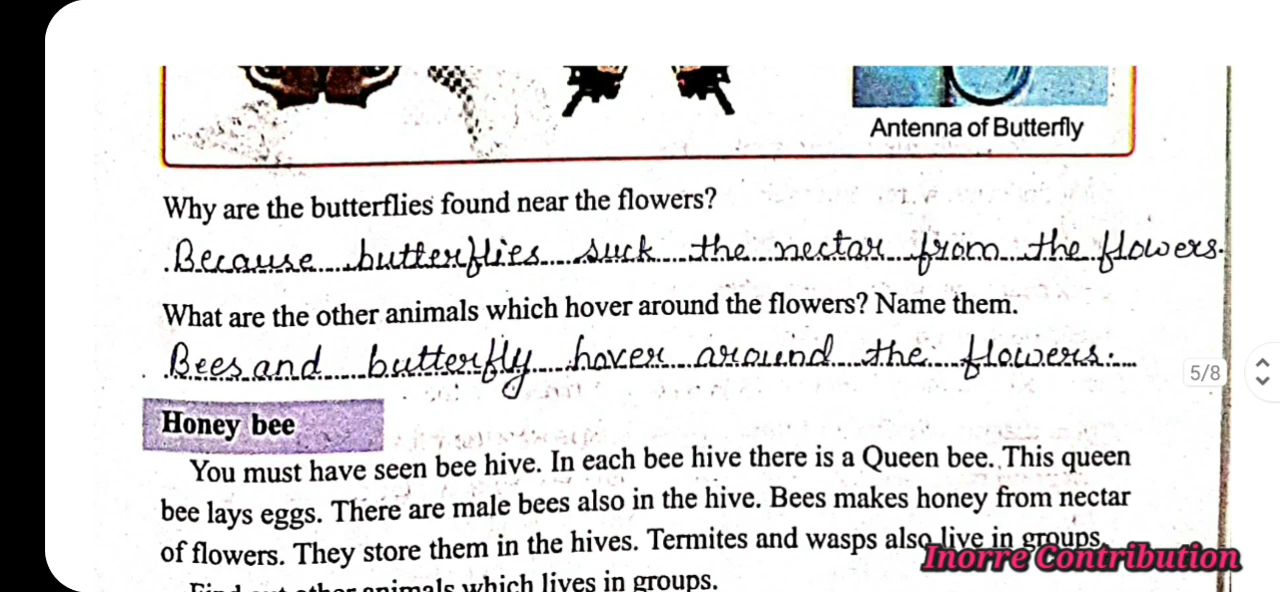 Antenna of Butterfly
Why are the butterflies found near the flowers?
Because butterflies suck the nectar from the flowers.
What are the other animals which hover around the flowers? Name them.
Bees and butterfly hover around the flowers.
5/8
Honey bee
You must have seen bee hive. In each bee hive there is a Queen bee. This queen
bee lays eggs. There are male bees also in the hive. Bees makes honey from nectar
of flowers. They store them in the hives. Termites and wasps also live in groups.
Inorre Contribution
Find out other animals which lives in groups.